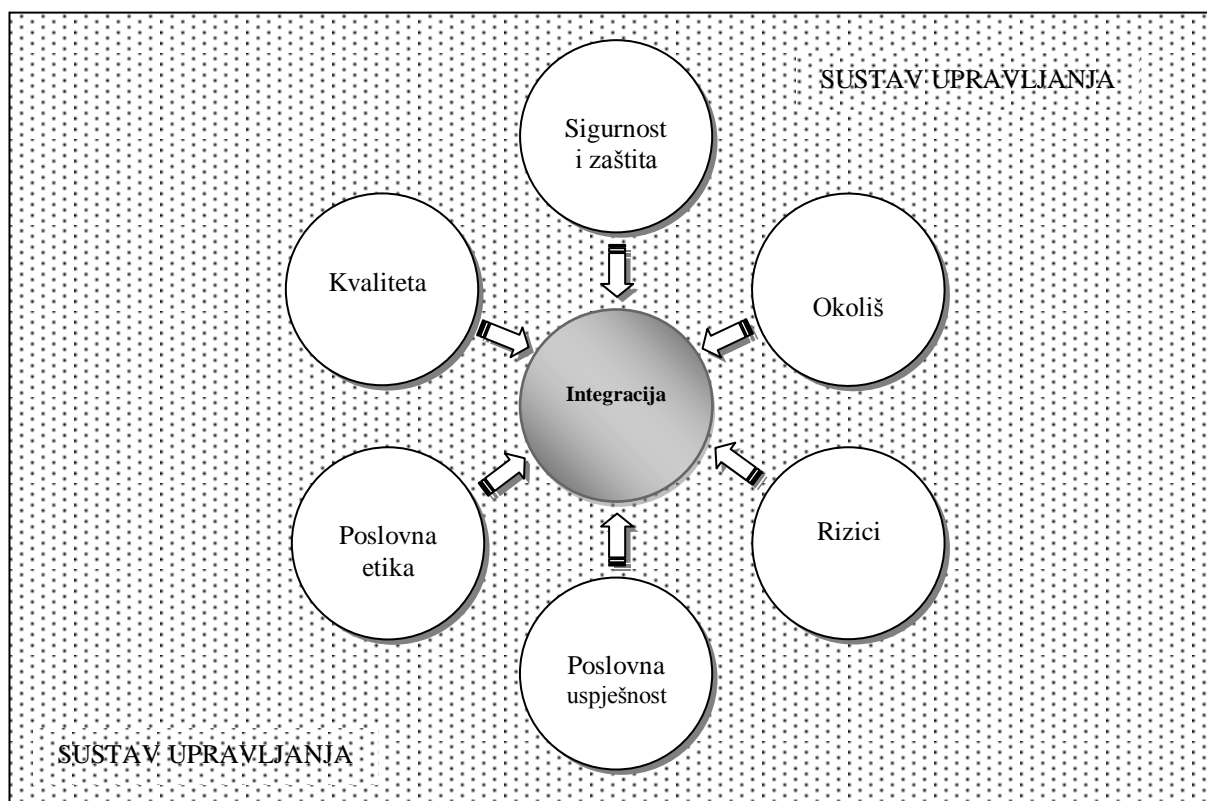 SUSTAV UPRAVLJANJA
Sigurnost
i zaštita
Kvaliteta
Okoliš
Integracija
Poslovna
etika
Rizici
Poslovna
uspješnost
SUSTAV UPRAVLJANJA